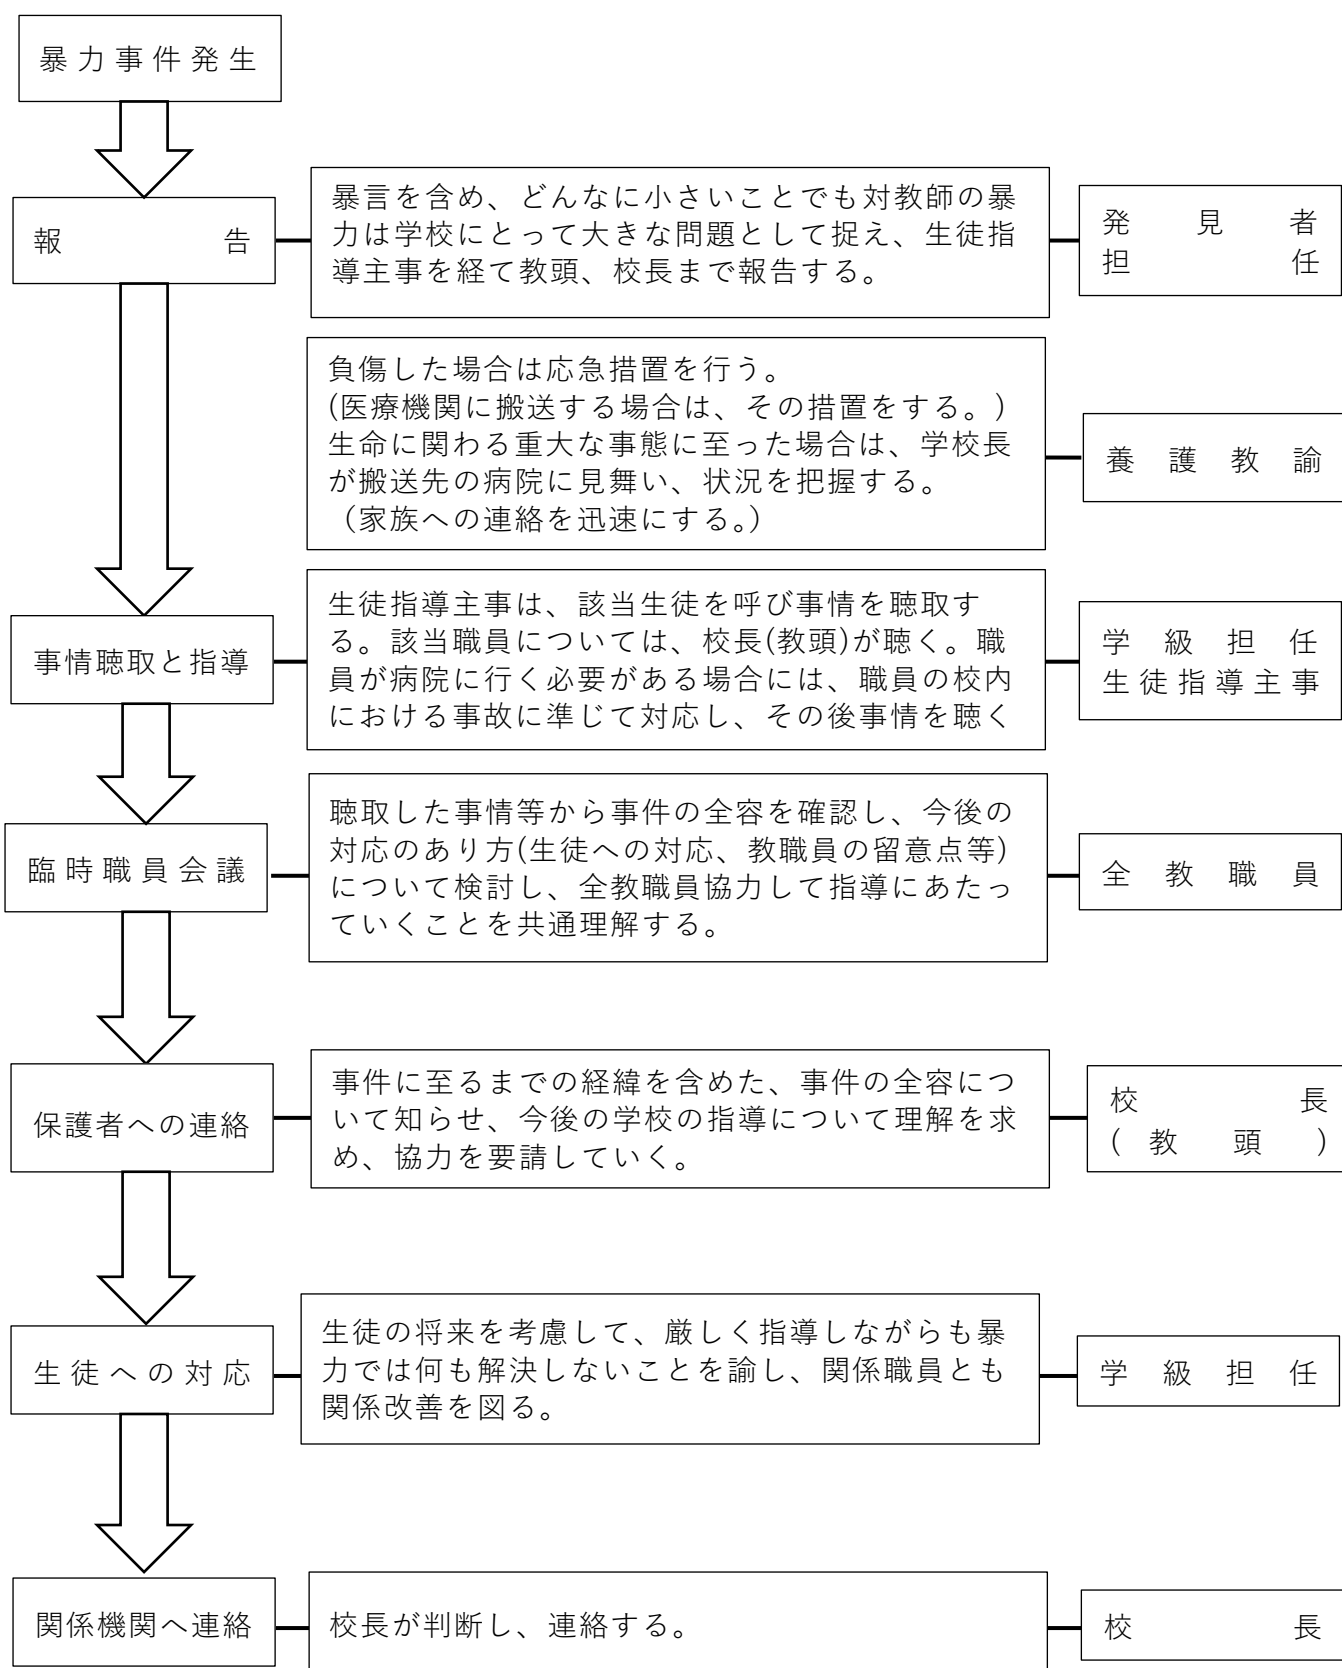 暴力事件発生
報告
暴言を含め、どんなに小さいことでも対教師の暴
力は学校にとって大きな問題として捉え、生徒指
導主事を経て教頭、校長まで報告する。
発見者
担任
負傷した場合は応急措置を行う。
(医療機関に搬送する場合は、その措置をする。)
生命に関わる重大な事態に至った場合は、学校長
が搬送先の病院に見舞い、状況を把握する。
(家族への連絡を迅速にする。)
養護教諭
事情聴取と指導
生徒指導主事は、該当生徒を呼び事情を聴取す
る。該当職員については、校長(教頭)が聴く。職
員が病院に行く必要がある場合には、職員の校内
における事故に準じて対応し、その後事情を聴く
学級担任
生徒指導主事
臨時職員会議
聴取した事情等から事件の全容を確認し、今後の
対応のあり方(生徒への対応、教職員の留意点等)
について検討し、全教職員協力して指導にあたっ
ていくことを共通理解する。
全教職員
保護者への連絡
事件に至るまでの経緯を含めた、事件の全容につ
いて知らせ、今後の学校の指導について理解を求
め、協力を要請していく。
校長
(教頭)
生徒への対応
生徒の将来を考慮して、厳しく指導しながらも暴
力では何も解決しないことを諭し、関係職員とも
関係改善を図る。
学級担任
関係機関へ連絡
校長が判断し、連絡する。
校長